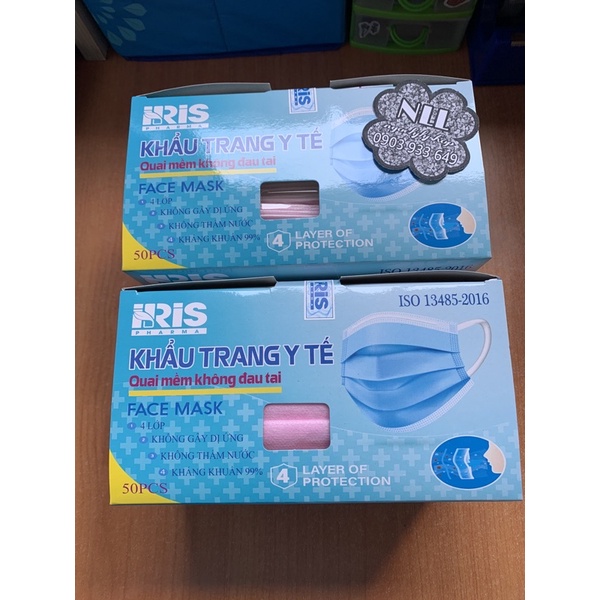 IRIS
PHARMA
KHẨU TRANG Y TẾ
Quai mềm không đau tai
FACE MASK
4 LỚP
KHÔNG GÂY DỊ ỨNG
KHÔNG THẤM NƯỚC
KHÁNG KHUẨN 99%
50PCS
4 LAYER OF
PROTECTION
NLL
0903 933 649
ISO 13485-2016
IRIS
PHARMA
ISO 13485-2016
KHẨU TRANG Y TẾ
Quai mềm không đau tai
FACE MASK
4 LỚP
KHÔNG GÂY DỊ ỨNG
KHÔNG THẤM NƯỚC
KHÁNG KHUẨN 99%
50PCS
4 LAYER OF
PROTECTION